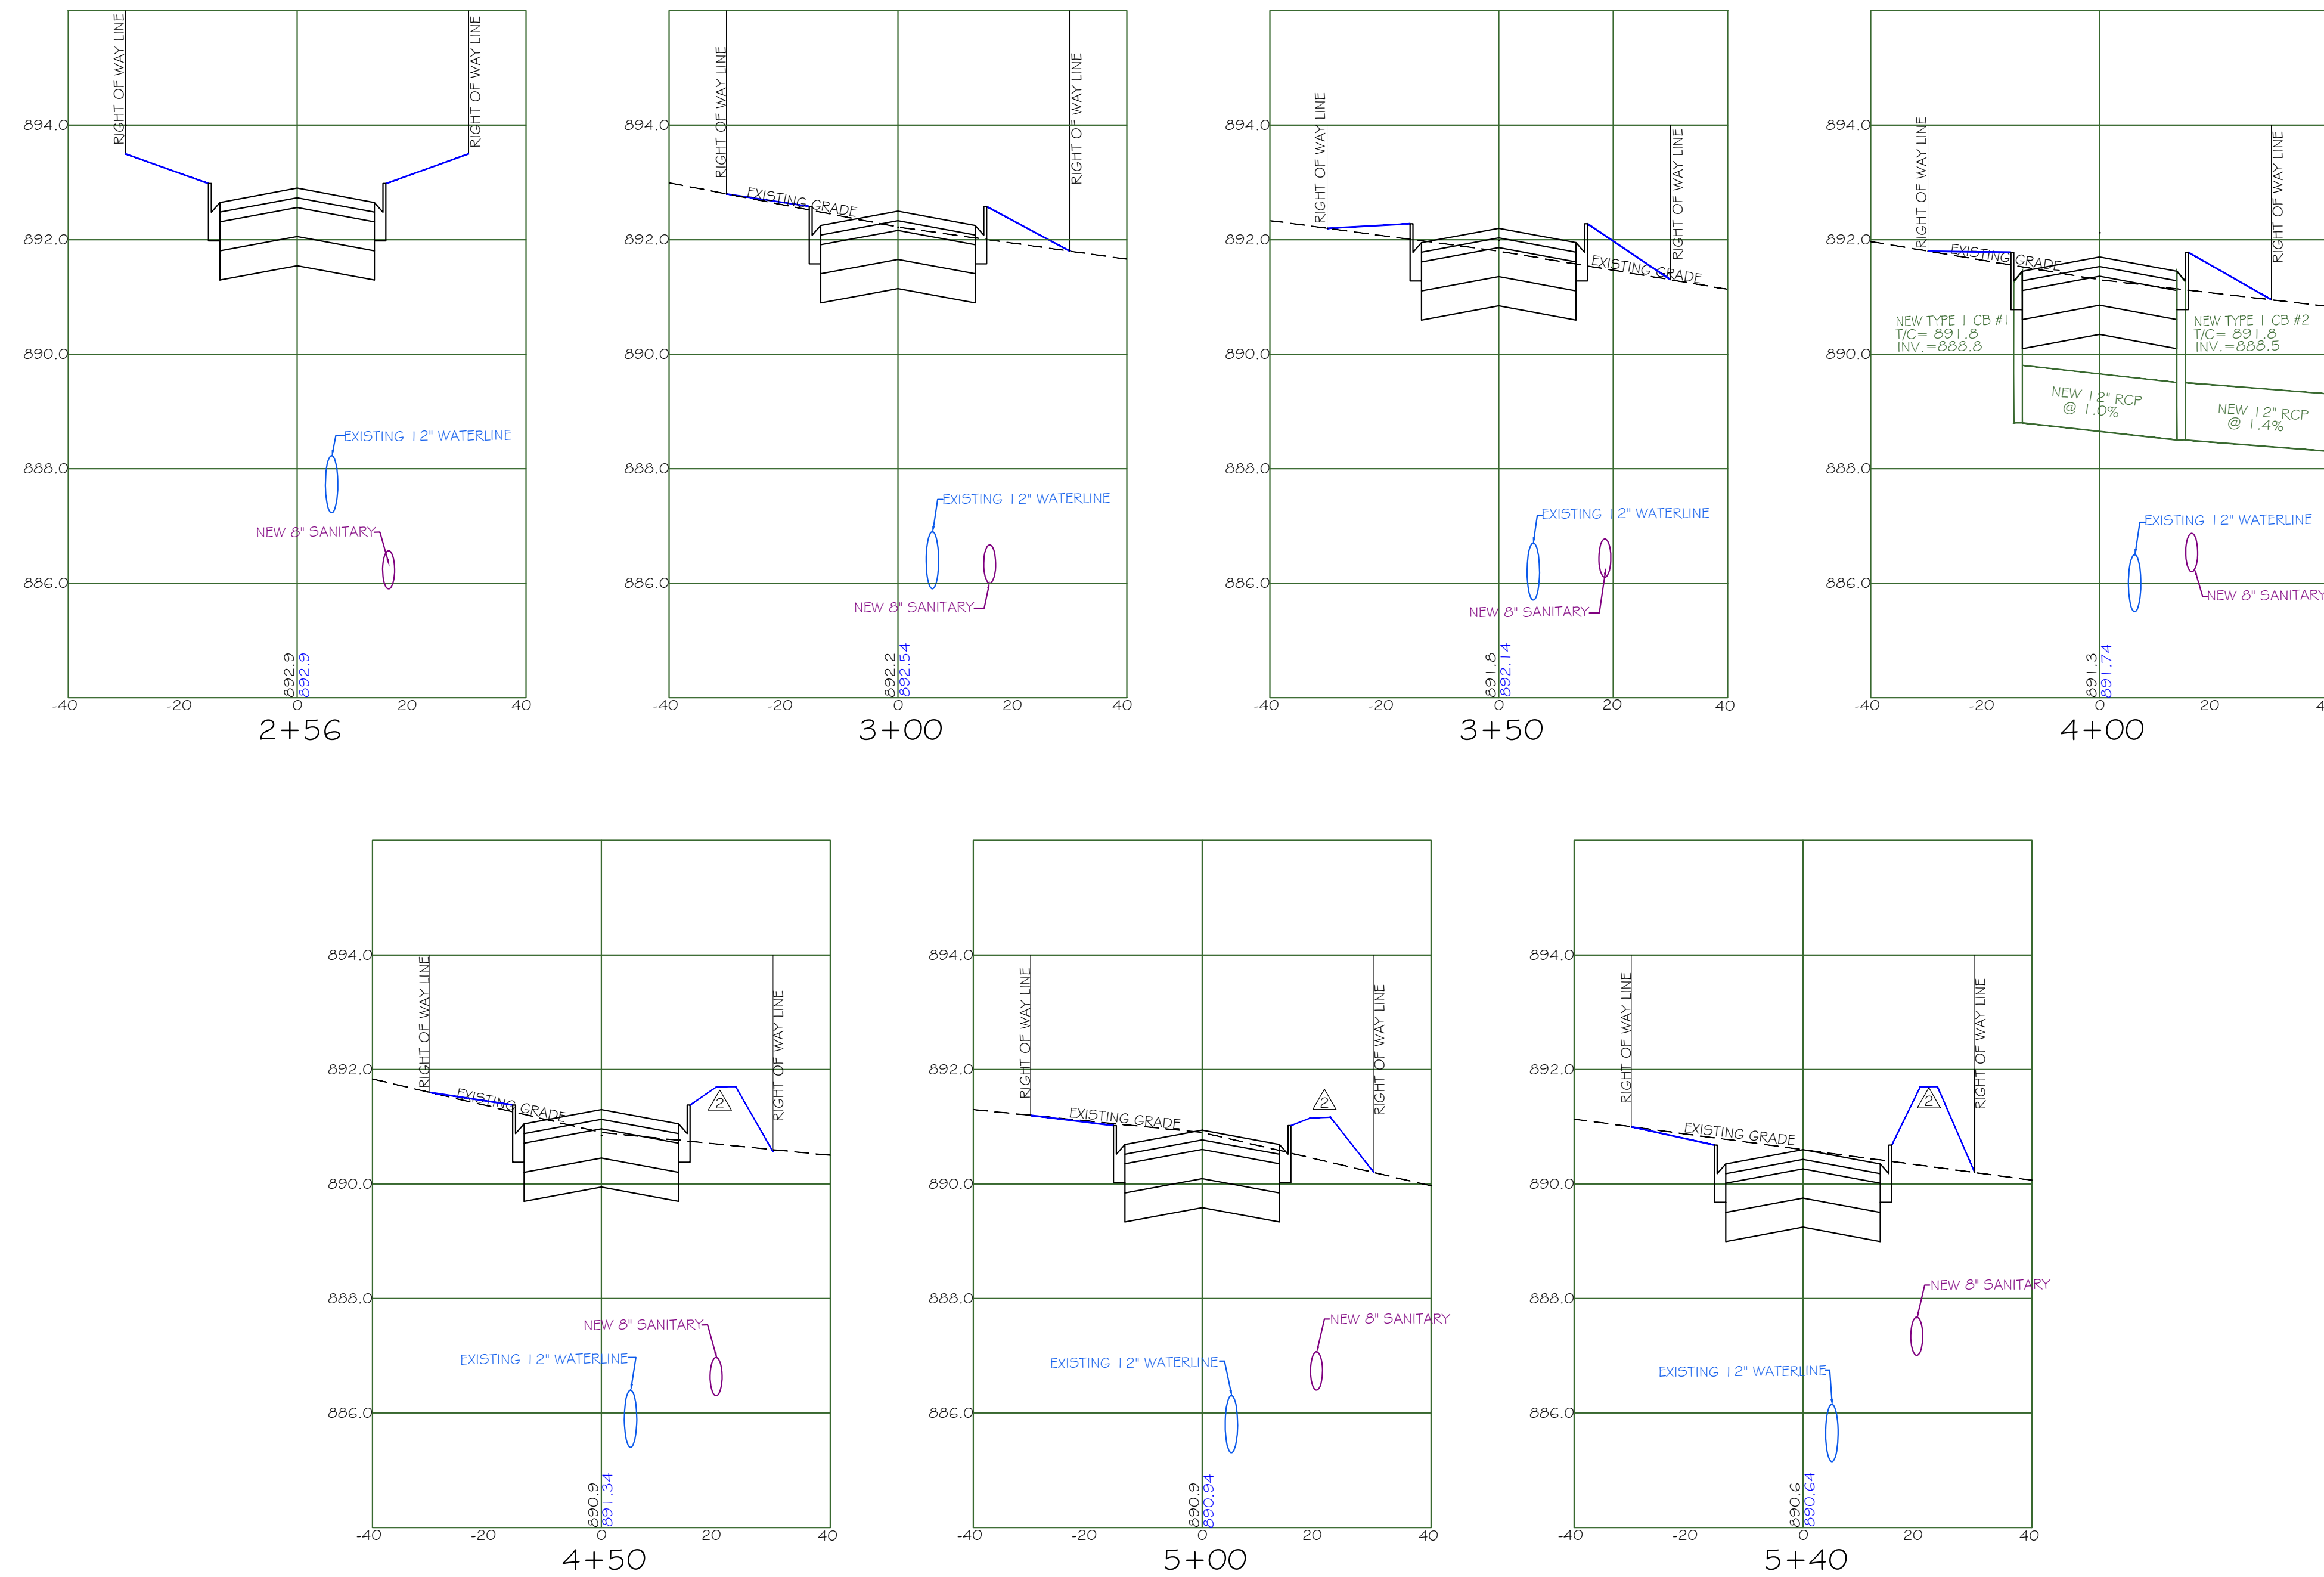 RIGHT OF WAY LINE
RIGHT OF WAY LINE
894.0
892.0
890.0
888.0
886.0
EXISTING 12" WATERLINE
NEW 8" SANITARY
892.9
892.9
-40
-20
0
20
40
2+56
RIGHT OF WAY LINE
RIGHT OF WAY LINE
894.0
EXISTING GRADE
892.0
890.0
888.0
EXISTING 12" WATERLINE
886.0
NEW 8" SANITARY
892.2
892.54
-40
-20
0
20
40
3+00
RIGHT OF WAY LINE
RIGHT OF WAY LINE
894.0
892.0
EXISTING GRADE
890.0
888.0
EXISTING 12" WATERLINE
886.0
NEW 8" SANITARY
891.8
892.14
-40
-20
0
20
40
3+50
RIGHT OF WAY LINE
RIGHT OF WAY LINE
894.0
892.0
EXISTING GRADE
NEW TYPE 1 CB #1
T/C= 891.8
INV.=888.8
NEW TYPE 1 CB #2
T/C= 891.8
INV.=888.5
890.0
NEW 12" RCP
@ 1.0%
NEW 12" RCP
@ 1.4%
888.0
EXISTING 12" WATERLINE
886.0
NEW 8" SANITARY
891.3
891.74
-40
-20
0
20
4+00
RIGHT OF WAY LINE
RIGHT OF WAY LINE
894.0
892.0
EXISTING GRADE
2
890.0
888.0
NEW 8" SANITARY
EXISTING 12" WATERLINE
886.0
890.9
891.34
-40
-20
0
20
40
4+50
RIGHT OF WAY LINE
RIGHT OF WAY LINE
894.0
892.0
EXISTING GRADE
2
890.0
888.0
NEW 8" SANITARY
EXISTING 12" WATERLINE
886.0
890.9
890.94
-40
-20
0
20
40
5+00
RIGHT OF WAY LINE
RIGHT OF WAY LINE
894.0
892.0
2
EXISTING GRADE
890.0
NEW 8" SANITARY
888.0
EXISTING 12" WATERLINE
886.0
890.6
890.64
-40
-20
0
20
40
5+40